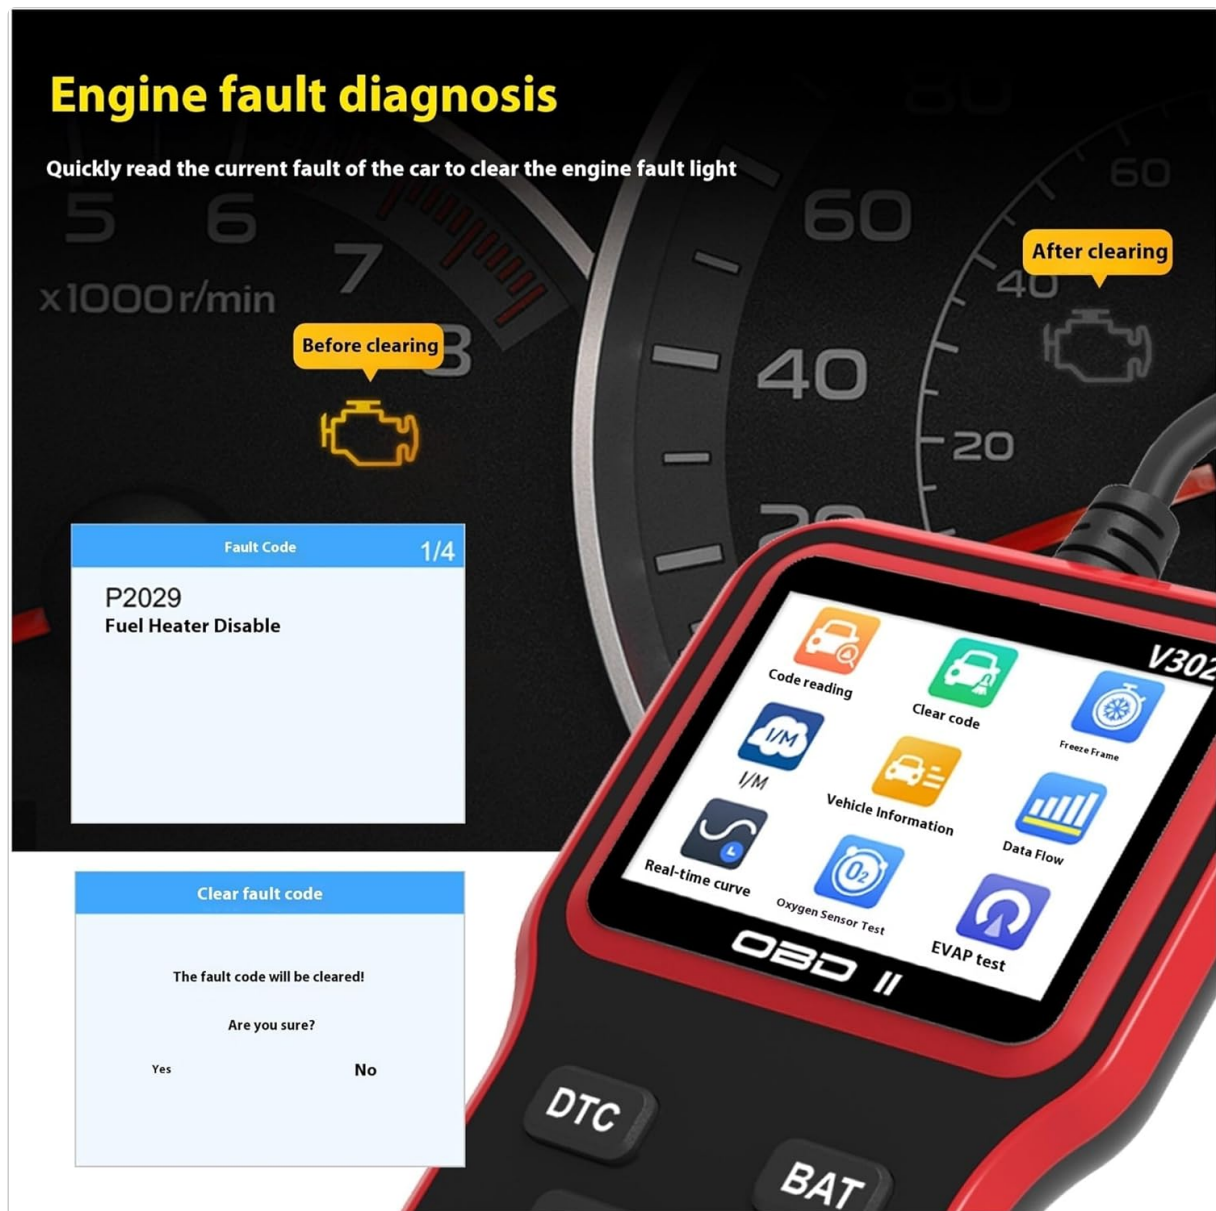 Engine fault diagnosis
Quickly read the current fault of the car to clear the engine fault light
80
60
5
6
7
60
After clearing
40
x1000r/min
Before clearing
8
40
20
20
Fault Code
1/4
P2029
Fuel Heater Disable
V302
Code reading
Clear code
Freeze Frame
I/M
I/M
Vehicle Information
Data Flow
Real-time curve
O2
Oxygen Sensor Test
EVAP test
OBD II
Clear fault code
The fault code will be cleared!
Are you sure?
Yes
No
DTC
BAT